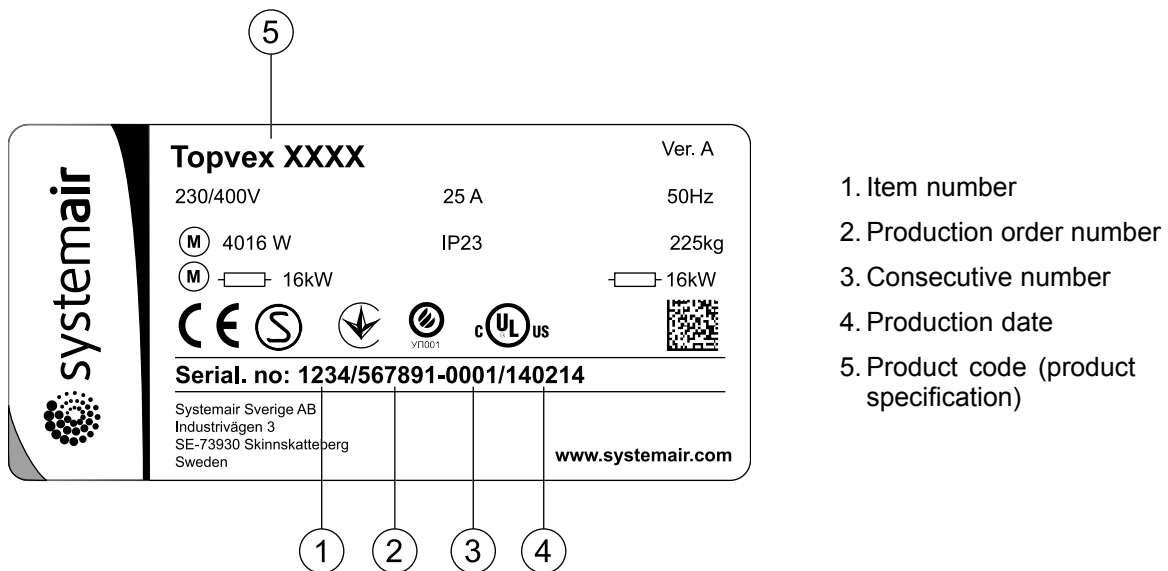 5
systemair
Topvex XXXX
Ver. A
230/400V 25 A 50Hz
M 4016 W IP23 225kg
M 16kW 16kW
CE S УП001 c UL US
Serial. no: 1234/567891-0001/140214
Systemair Sverige AB
Industrivägen 3
SE-73930 Skinnskatteberg
Sweden
www.systemair.com
1 2 3 4
1. Item number
2. Production order number
3. Consecutive number
4. Production date
5. Product code (product
specification)